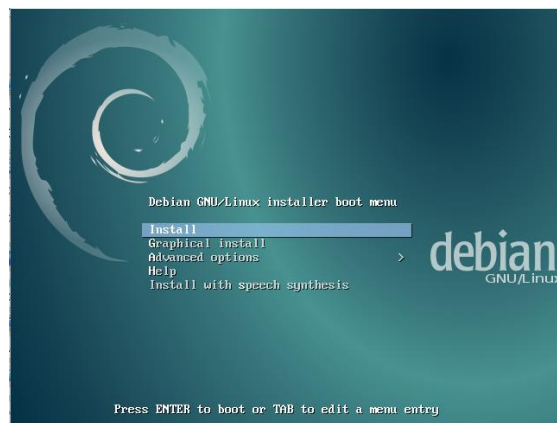 Debian GNU/Linux installer boot menu
Install
Graphical install
Advanced options >
Help
Install with speech synthesis
debian
GNU/Linux
Press ENTER to boot or TAB to edit a menu entry